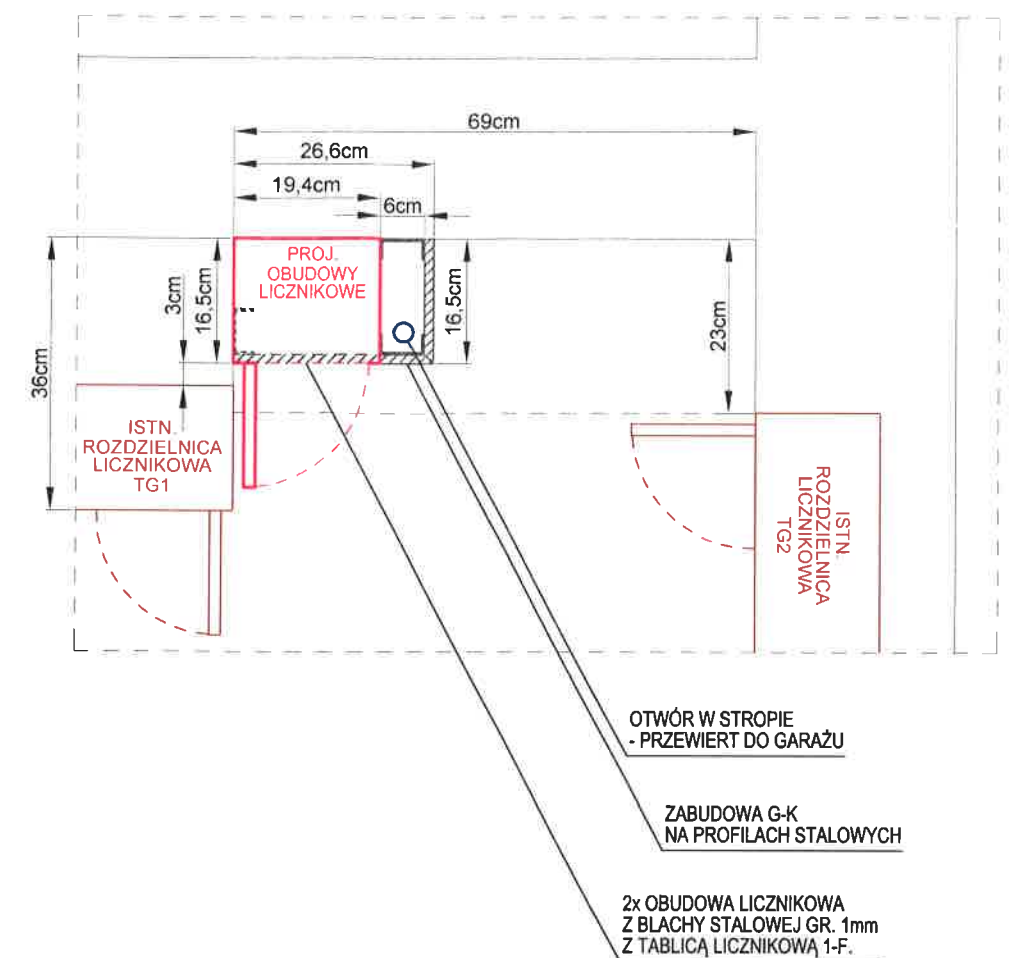 69cm
26,6cm
19,4cm
6cm
PROJ.
OBUDOWY
LICZNIKOWE
3cm
16,5cm
16,5cm
23cm
36cm
ISTN.
ROZDZIELNICA
LICZNIKOWA
TG1
ISTN.
ROZDZIELNICA
LICZNIKOWA
TG2
OTWÓR W STROPIE
- PRZEWIERT DO GARAŻU
ZABUDOWA G-K
NA PROFILACH STALOWYCH
2x OBUDOWA LICZNIKOWA
Z BLACHY STALOWEJ GR. 1mm
Z TABLICĄ LICZNIKOWĄ 1-F.